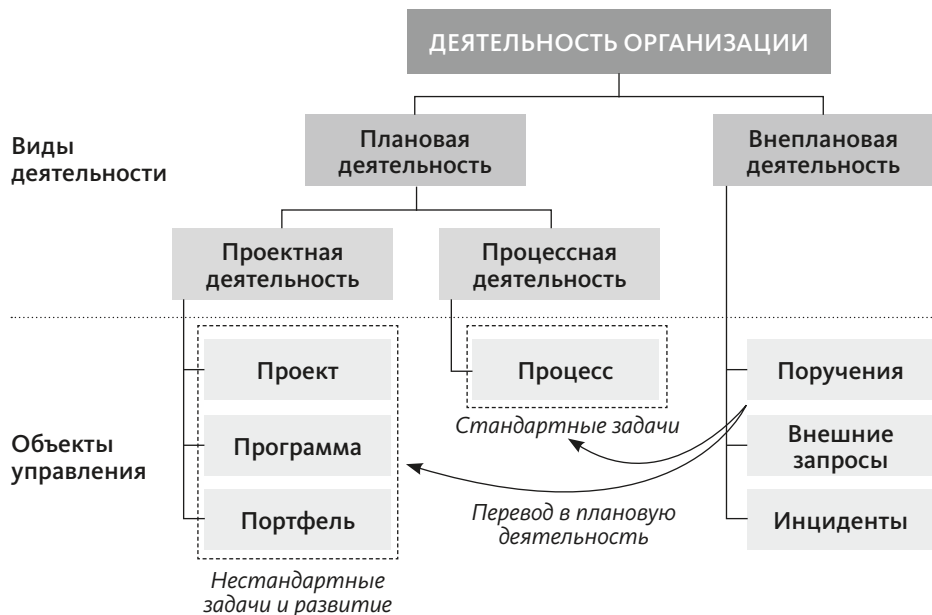 ДЕЯТЕЛЬНОСТЬ ОРГАНИЗАЦИИ
Виды
деятельности
Плановая
деятельность
Внеплановая
деятельность
Проектная
деятельность
Процессная
деятельность
Объекты
управления
Проект
Программа
Портфель
Нестандартные
задачи и развитие
Процесс
Стандартные задачи
Перевод в плановую
деятельность
Поручения
Внешние
запросы
Инциденты